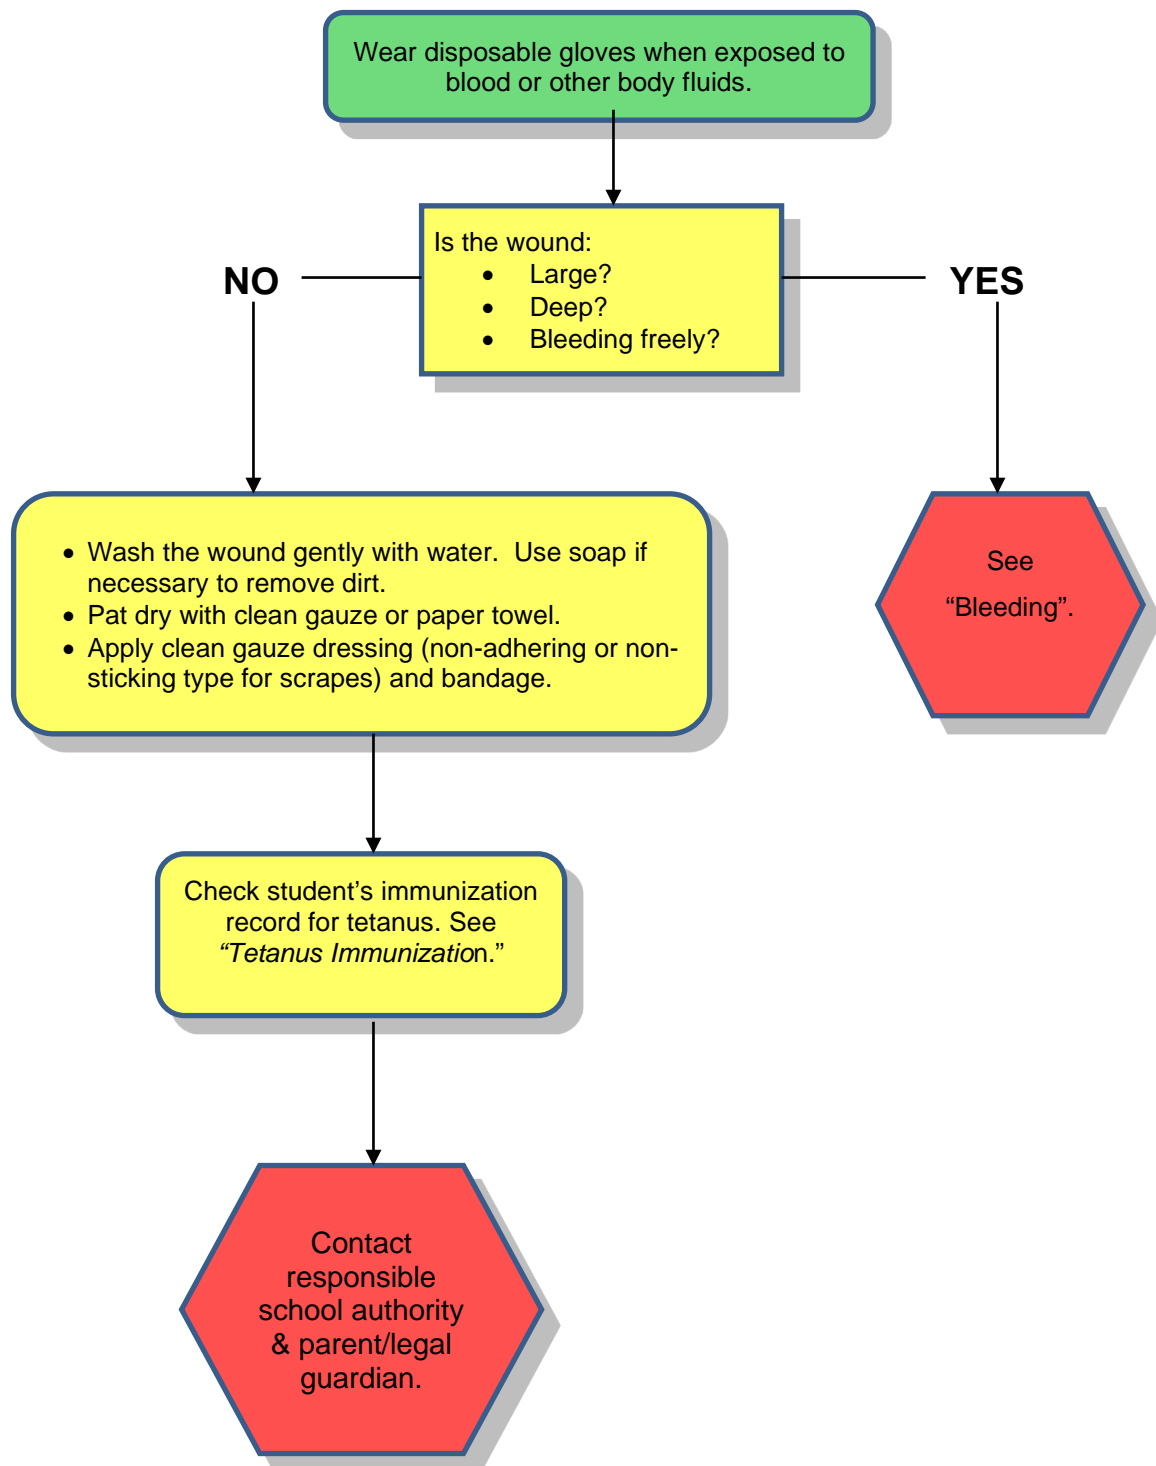 Wear disposable gloves when exposed to
blood or other body fluids.
Is the wound:
• Large?
• Deep?
• Bleeding freely?
NO
YES
• Wash the wound gently with water.  Use soap if
necessary to remove dirt.
• Pat dry with clean gauze or paper towel.
• Apply clean gauze dressing (non-adhering or non-
sticking type for scrapes) and bandage.
See
“Bleeding”.
Check student’s immunization
record for tetanus. See
“Tetanus Immunization.”
Contact
responsible
school authority
& parent/legal
guardian.